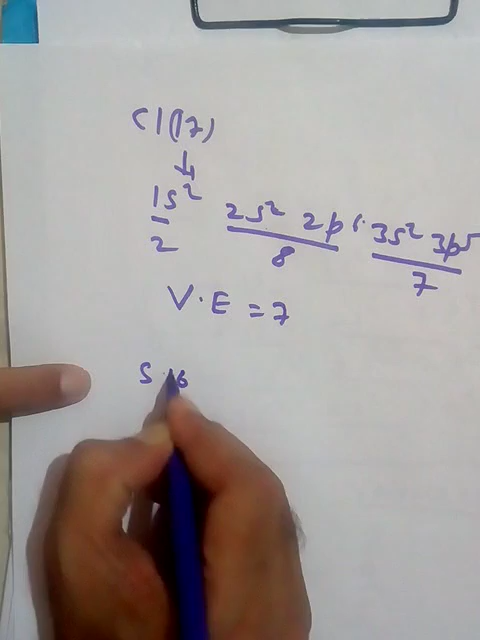 Cl(17)
↓
1s² 2s² 2p⁶ 3s² 3p⁵
2 8 7
V.E = 7
S 16